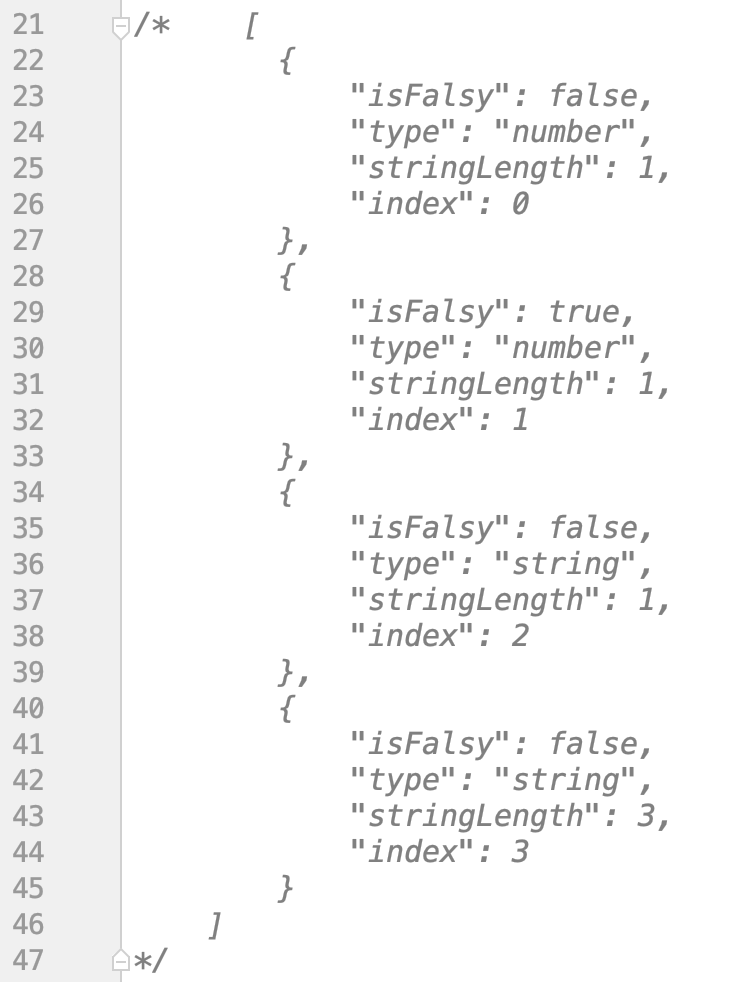 21 /*    [
22         {
23             "isFalsy": false,
24             "type": "number",
25             "stringLength": 1,
26             "index": 0
27         },
28         {
29             "isFalsy": true,
30             "type": "number",
31             "stringLength": 1,
32             "index": 1
33         },
34         {
35             "isFalsy": false,
36             "type": "string",
37             "stringLength": 1,
38             "index": 2
39         },
40         {
41             "isFalsy": false,
42             "type": "string",
43             "stringLength": 3,
44             "index": 3
45         }
46     ]
47 */